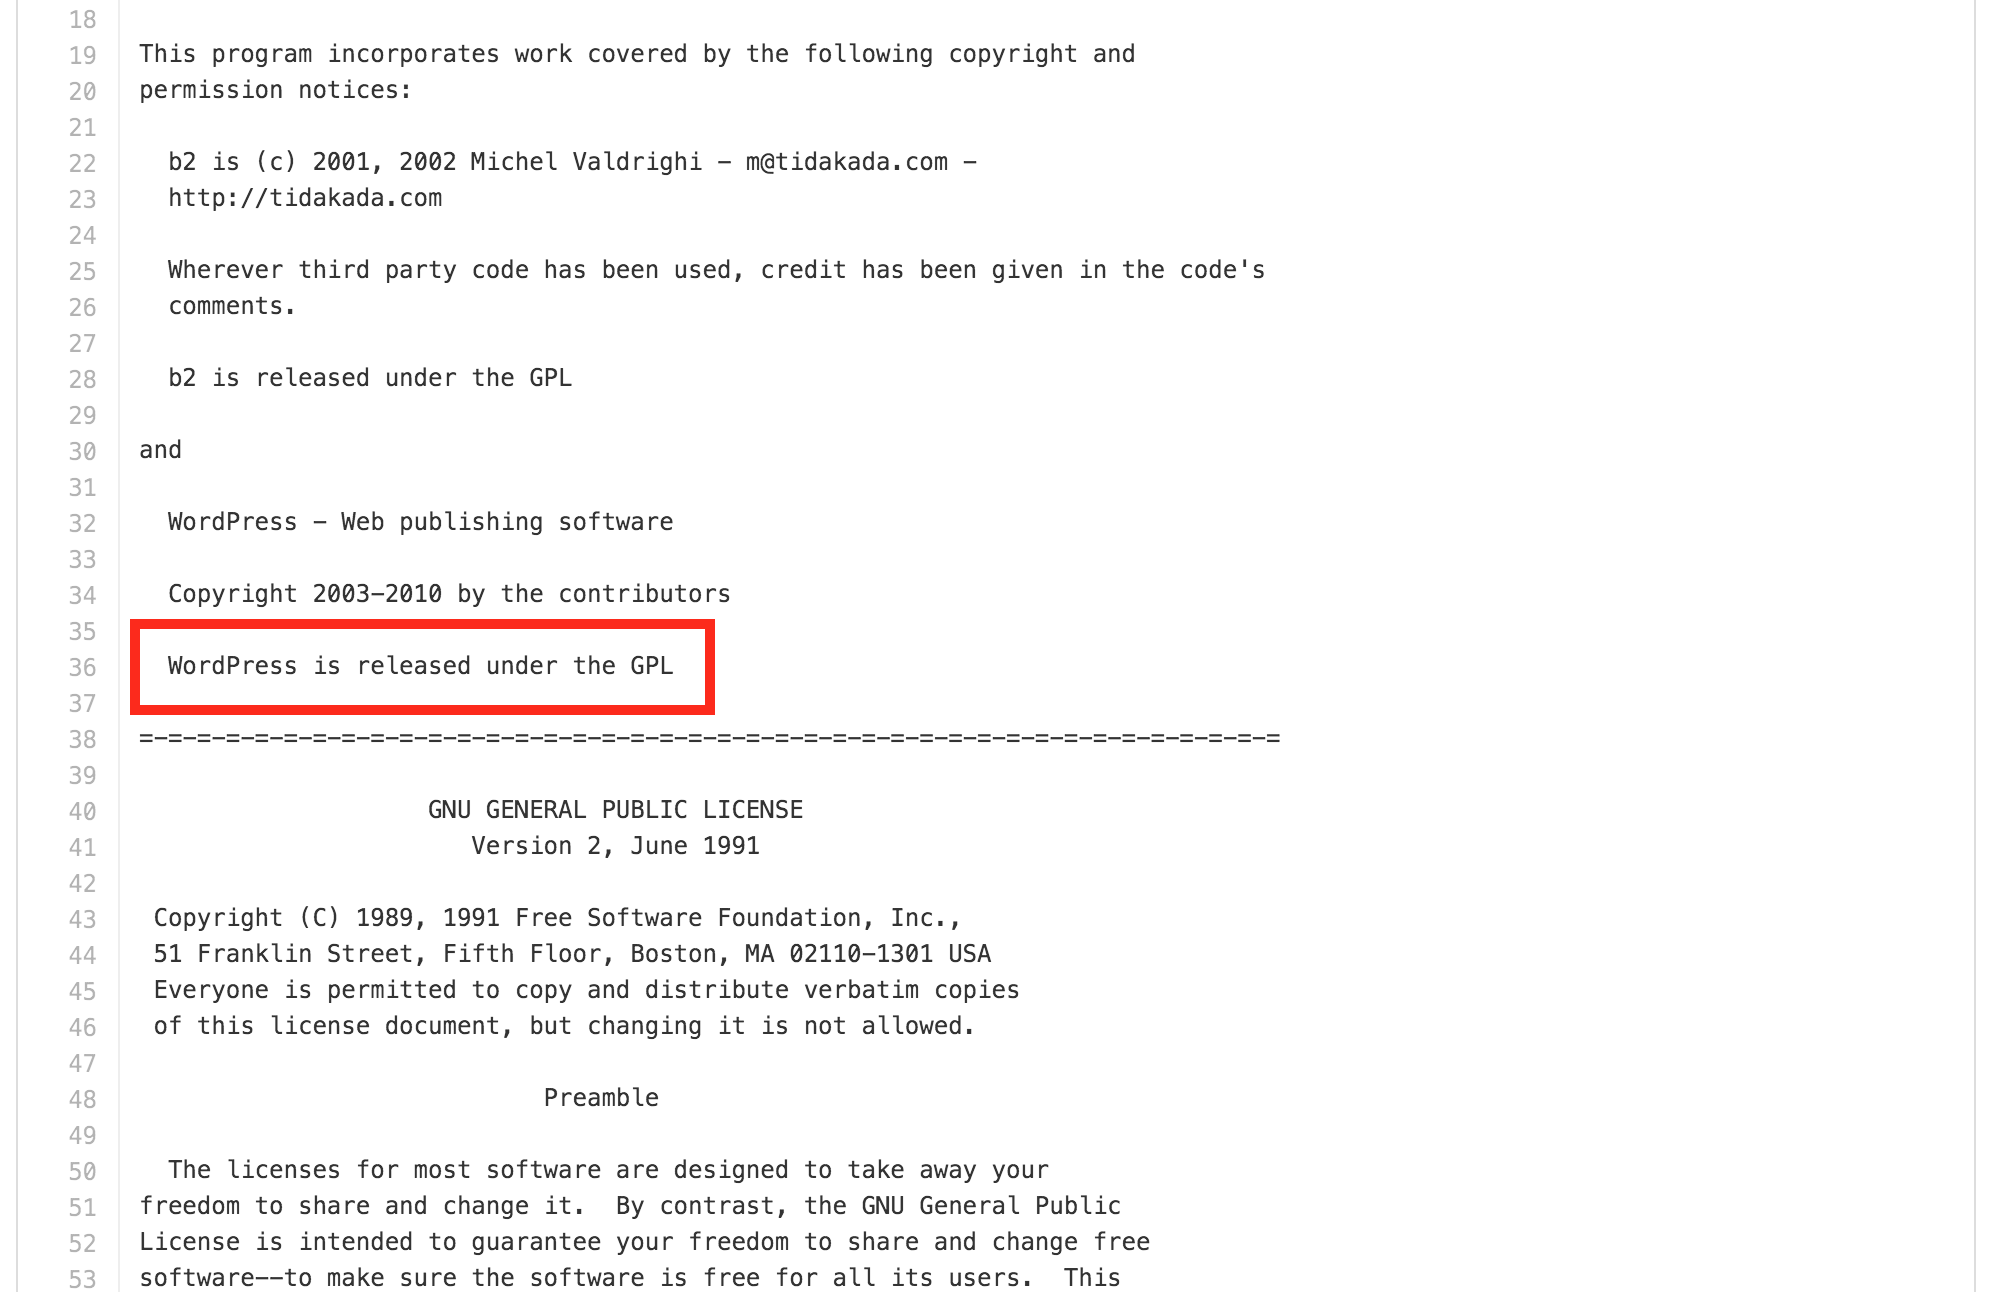 18
19 This program incorporates work covered by the following copyright and
20 permission notices:
21
22   b2 is (c) 2001, 2002 Michel Valdrighi - m@tidakada.com -
23   http://tidakada.com
24
25   Wherever third party code has been used, credit has been given in the code's
26   comments.
27
28   b2 is released under the GPL
29
30 and
31
32   WordPress - Web publishing software
33
34   Copyright 2003-2010 by the contributors
35
36   WordPress is released under the GPL
37
38 =-=-=-=-=-=-=-=-=-=-=-=-=-=-=-=-=-=-=-=-=-=-=-=-=-=-=-=-=-=-=-=-=-=-=-=-=-=-=-=
39
40                     GNU GENERAL PUBLIC LICENSE
41                        Version 2, June 1991
42
43  Copyright (C) 1989, 1991 Free Software Foundation, Inc.,
44  51 Franklin Street, Fifth Floor, Boston, MA 02110-1301 USA
45  Everyone is permitted to copy and distribute verbatim copies
46  of this license document, but changing it is not allowed.
47
48                             Preamble
49
50   The licenses for most software are designed to take away your
51 freedom to share and change it.  By contrast, the GNU General Public
52 License is intended to guarantee your freedom to share and change free
53 software--to make sure the software is free for all its users.  This